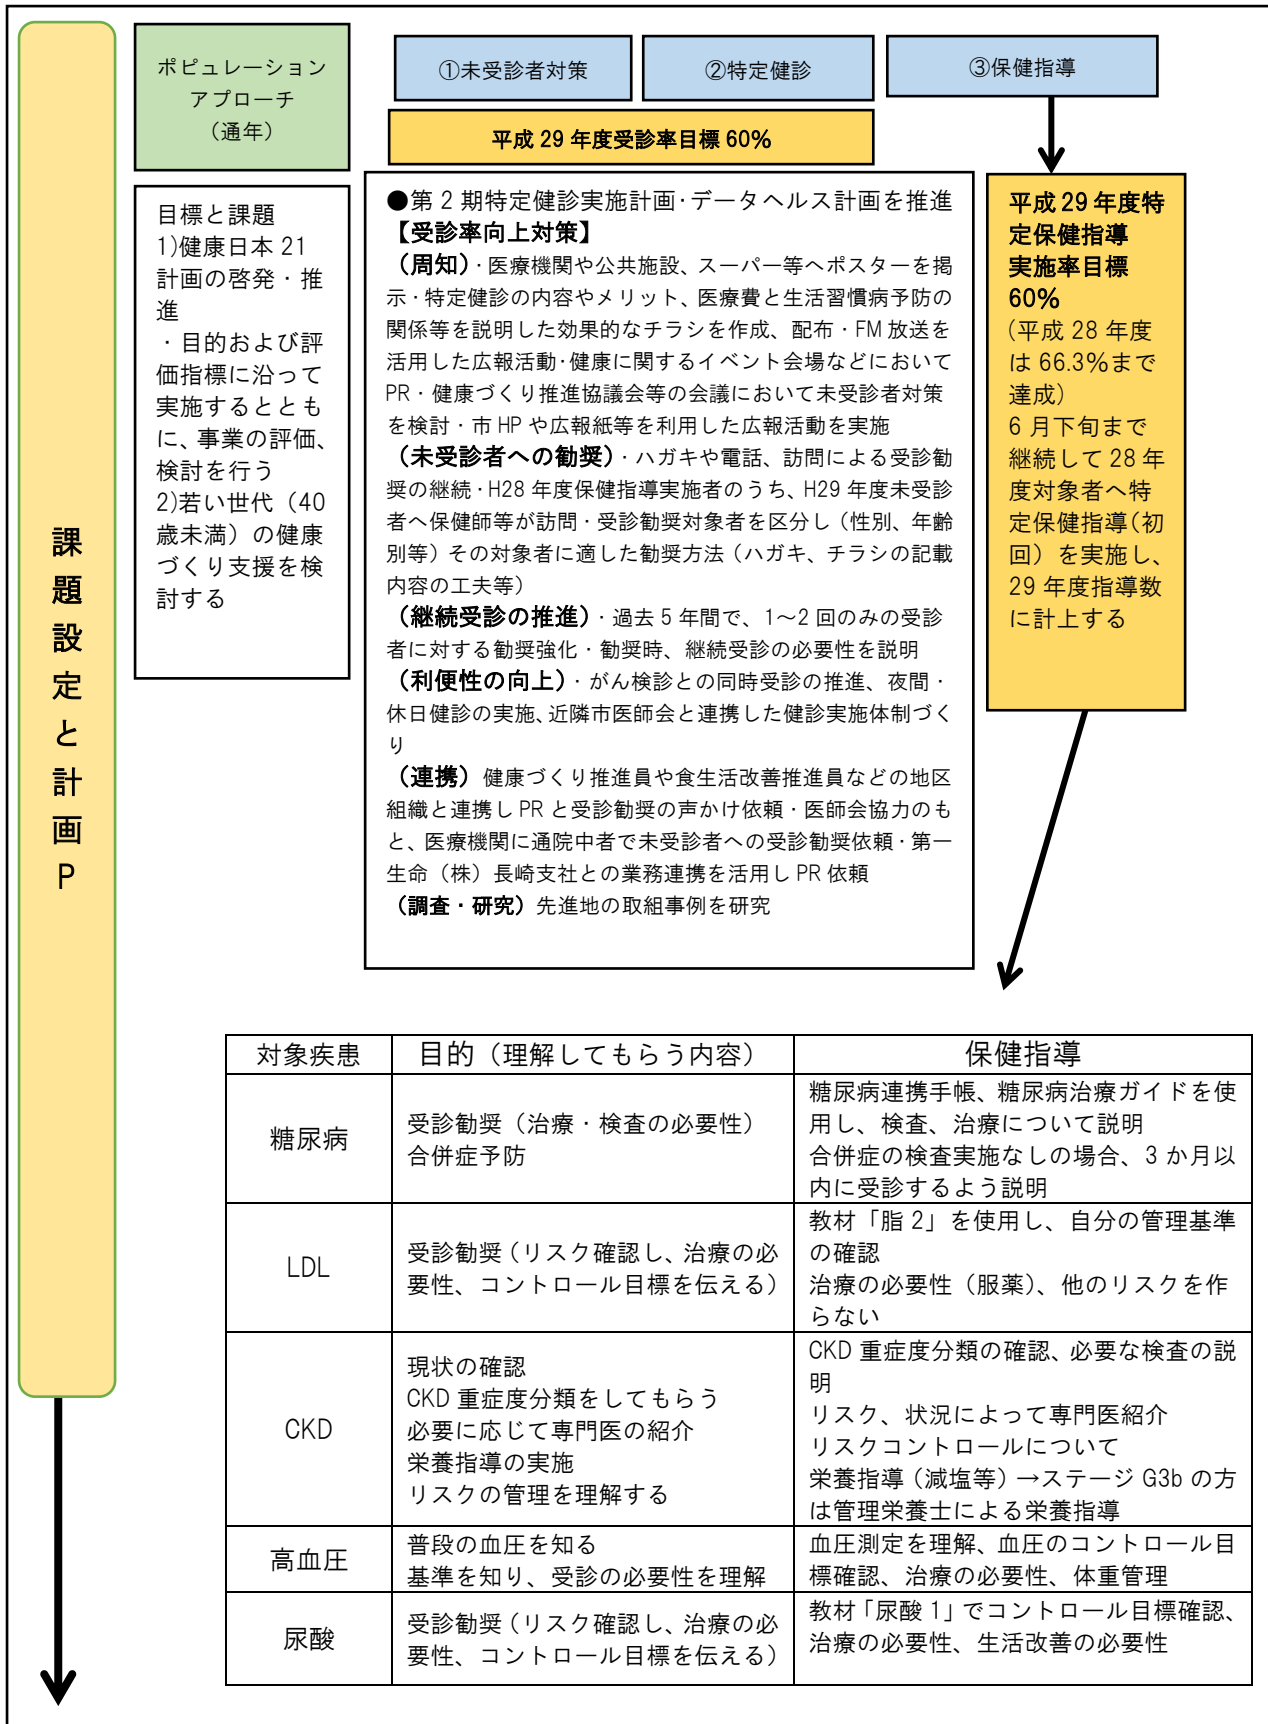 課題設定と計画P
ポピュレーション
アプローチ
（通年）
①未受診者対策
②特定健診
③保健指導
平成 29 年度受診率目標 60%
目標と課題
1)健康日本 21
計画の啓発・推
進
・目的および評
価指標に沿って
実施するととも
に、事業の評価、
検討を行う
2)若い世代（40
歳未満）の健康
づくり支援を検
討する
●第 2 期特定健診実施計画・データヘルス計画を推進
【受診率向上対策】
（周知）・医療機関や公共施設、スーパー等へポスターを掲
示・特定健診の内容やメリット、医療費と生活習慣病予防の
関係等を説明した効果的なチラシを作成、配布・FM 放送を
活用した広報活動・健康に関するイベント会場などにおいて
PR・健康づくり推進協議会等の会議において未受診者対策
を検討・市 HP や広報紙等を利用した広報活動を実施
（未受診者への勧奨）・ハガキや電話、訪問による受診勧
奨の継続・H28 年度保健指導実施者のうち、H29 年度未受診
者へ保健師等が訪問・受診勧奨対象者を区分し（性別、年齢
別等）その対象者に適した勧奨方法（ハガキ、チラシの記載
内容の工夫等）
（継続受診の推進）・過去 5 年間で、1～2 回のみの受診
者に対する勧奨強化・勧奨時、継続受診の必要性を説明
（利便性の向上）・がん検診との同時受診の推進、夜間・
休日健診の実施、近隣市医師会と連携した健診実施体制づく
り
（連携）健康づくり推進員や食生活改善推進員などの地区
組織と連携し PR と受診勧奨の声かけ依頼・医師会協力のも
と、医療機関に通院中者で未受診者への受診勧奨依頼・第一
生命（株）長崎支社との業務連携を活用し PR 依頼
（調査・研究）先進地の取組事例を研究
平成 29 年度特
定保健指導
実施率目標
60%
(平成 28 年度
は 66.3%まで
達成)
6 月下旬まで
継続して 28 年
度対象者へ特
定保健指導(初
回）を実施し、
29 年度指導数
に計上する
対象疾患
目的（理解してもらう内容）
保健指導
糖尿病
受診勧奨（治療・検査の必要性）
合併症予防
糖尿病連携手帳、糖尿病治療ガイドを使
用し、検査、治療について説明
合併症の検査実施なしの場合、3 か月以
内に受診するよう説明
LDL
受診勧奨（リスク確認し、治療の必
要性、コントロール目標を伝える）
教材「脂 2」を使用し、自分の管理基準
の確認
治療の必要性（服薬）、他のリスクを作
らない
CKD
現状の確認
CKD 重症度分類をしてもらう
必要に応じて専門医の紹介
栄養指導の実施
リスクの管理を理解する
CKD 重症度分類の確認、必要な検査の説
明
リスク、状況によって専門医紹介
リスクコントロールについて
栄養指導（減塩等）→ステージ G3b の方
は管理栄養士による栄養指導
高血圧
普段の血圧を知る
基準を知り、受診の必要性を理解
血圧測定を理解、血圧のコントロール目
標確認、治療の必要性、体重管理
尿酸
受診勧奨（リスク確認し、治療の必
要性、コントロール目標を伝える）
教材「尿酸 1」でコントロール目標確認、
治療の必要性、生活改善の必要性